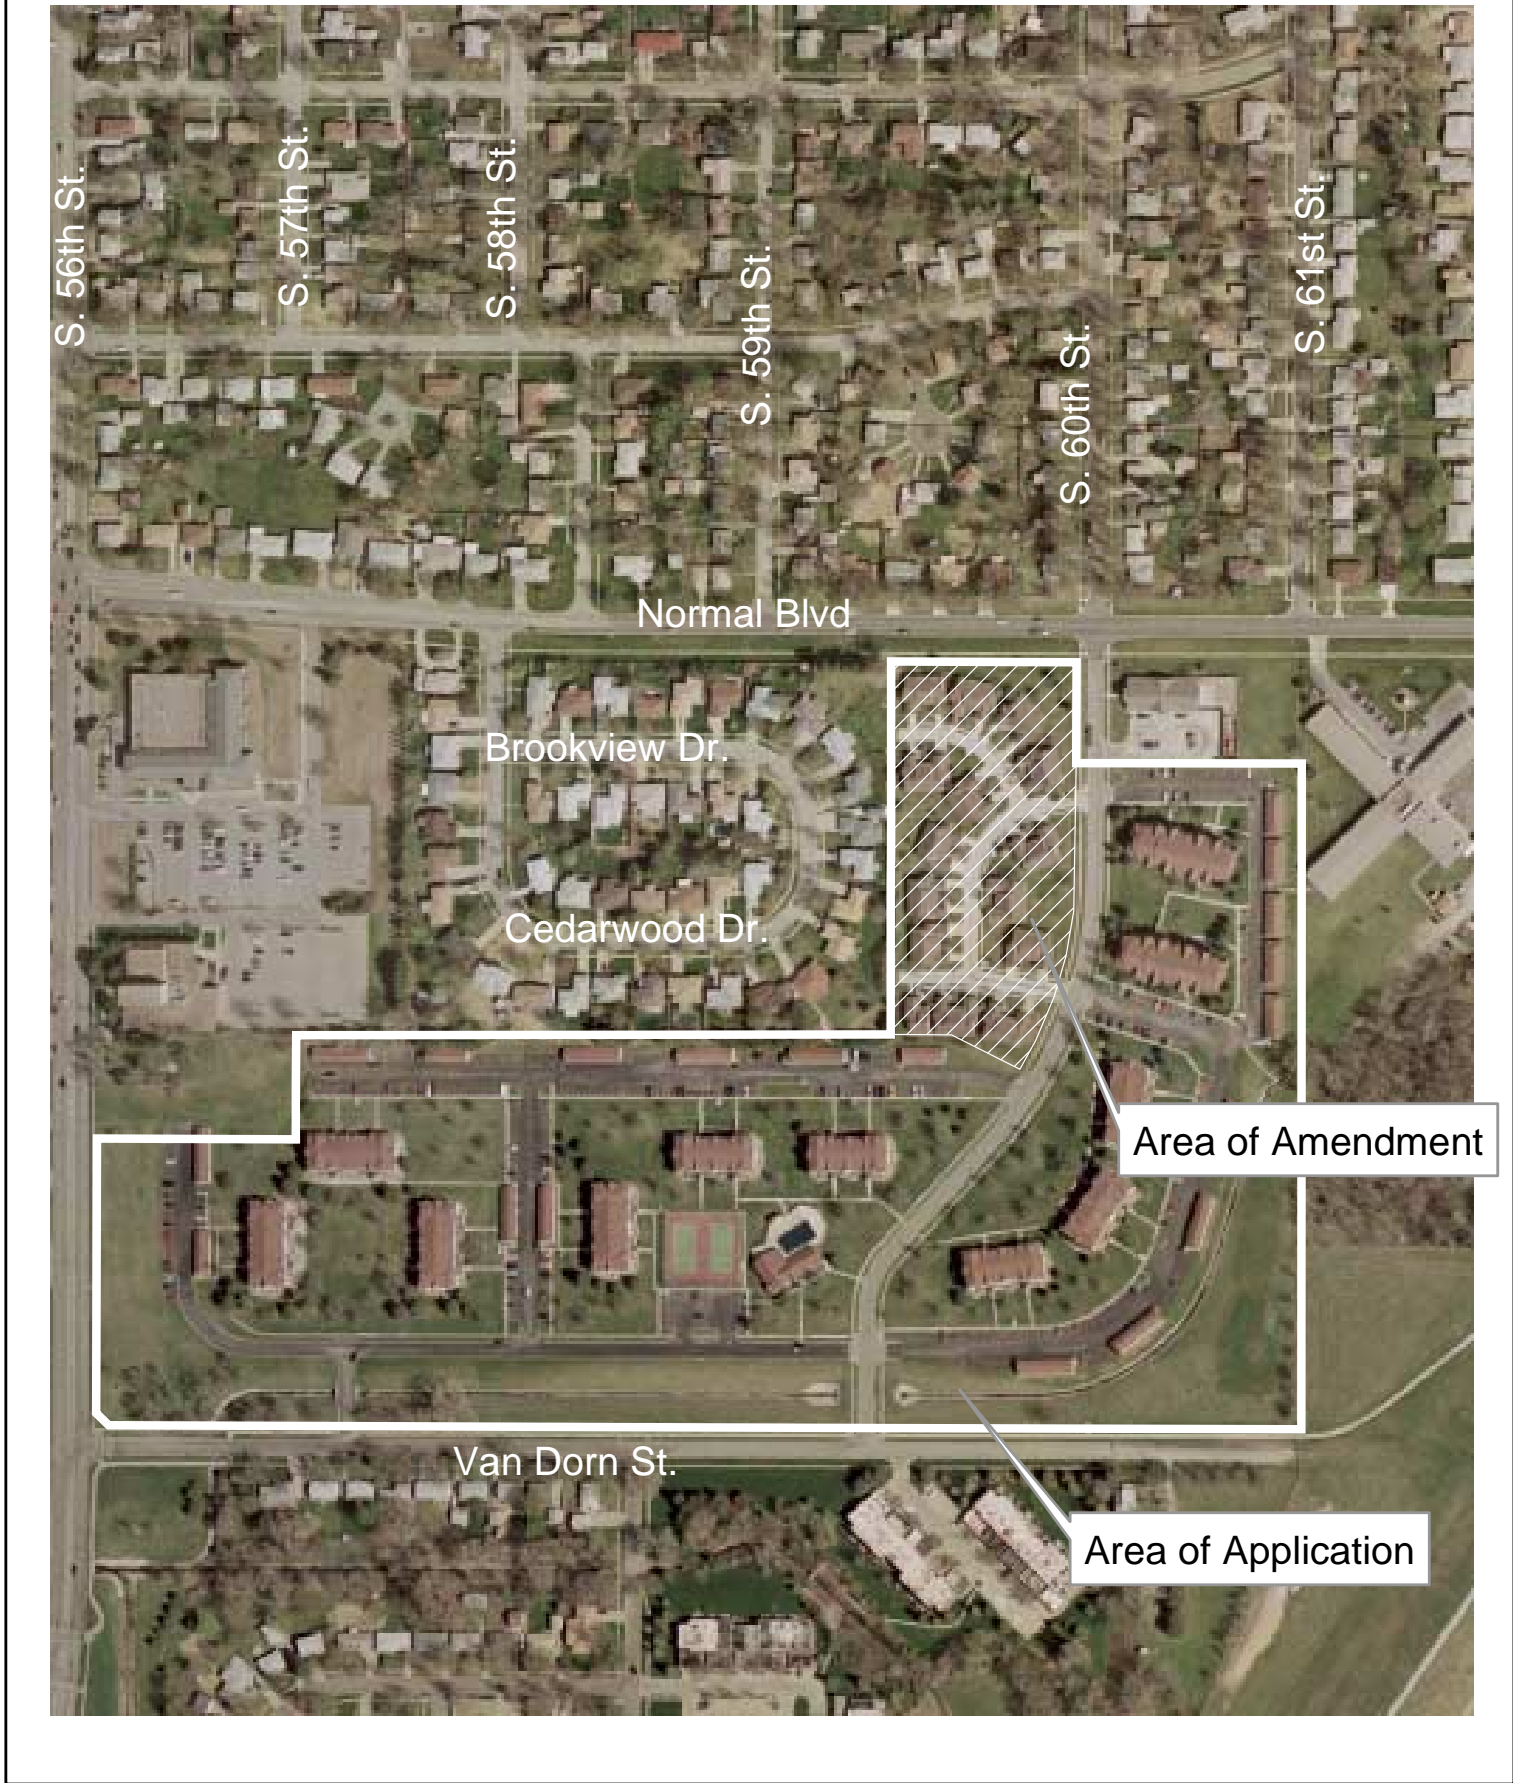 S. 56th St.
S. 57th St.
S. 58th St.
S. 59th St.
S. 60th St.
S. 61st St.
Normal Blvd
Brookview Dr.
Cedarwood Dr.
Area of Amendment
Van Dorn St.
Area of Application